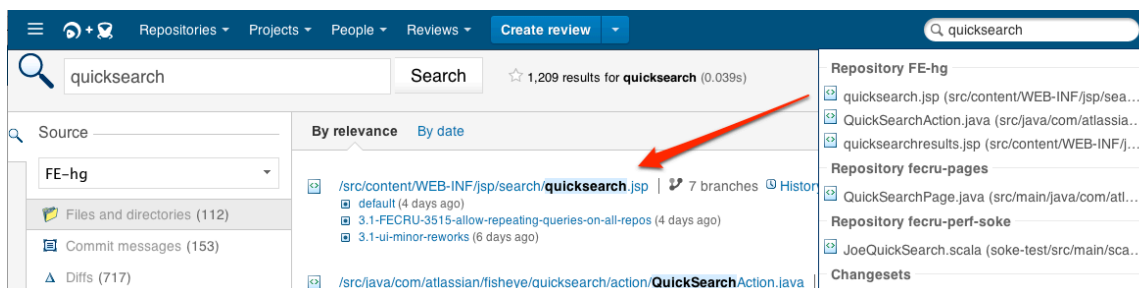 + Repositories Projects People Reviews Create review quicksearch
quicksearch Search 1,209 results for quicksearch (0.039s)
Source
FE-hg
Files and directories (112)
Commit messages (153)
Diffs (717)
By relevance By date
/src/content/WEB-INF/jsp/search/quicksearch.jsp | 7 branches History
default (4 days ago)
3.1-FECRU-3515-allow-repeating-queries-on-all-repos (4 days ago)
3.1-ui-minor-reworks (6 days ago)
/src/java/com/atlassian/fisheye/quicksearch/action/QuickSearchAction.java |
Repository FE-hg
quicksearch.jsp (src/content/WEB-INF/jsp/sea...
QuickSearchAction.java (src/java/com/atlassia...
quicksearchresults.jsp (src/content/WEB-INF/j...
Repository fecru-pages
QuickSearchPage.java (src/main/java/com/atl...
Repository fecru-perf-soke
JoeQuickSearch.scala (soke-test/src/main/sca...
Changesets